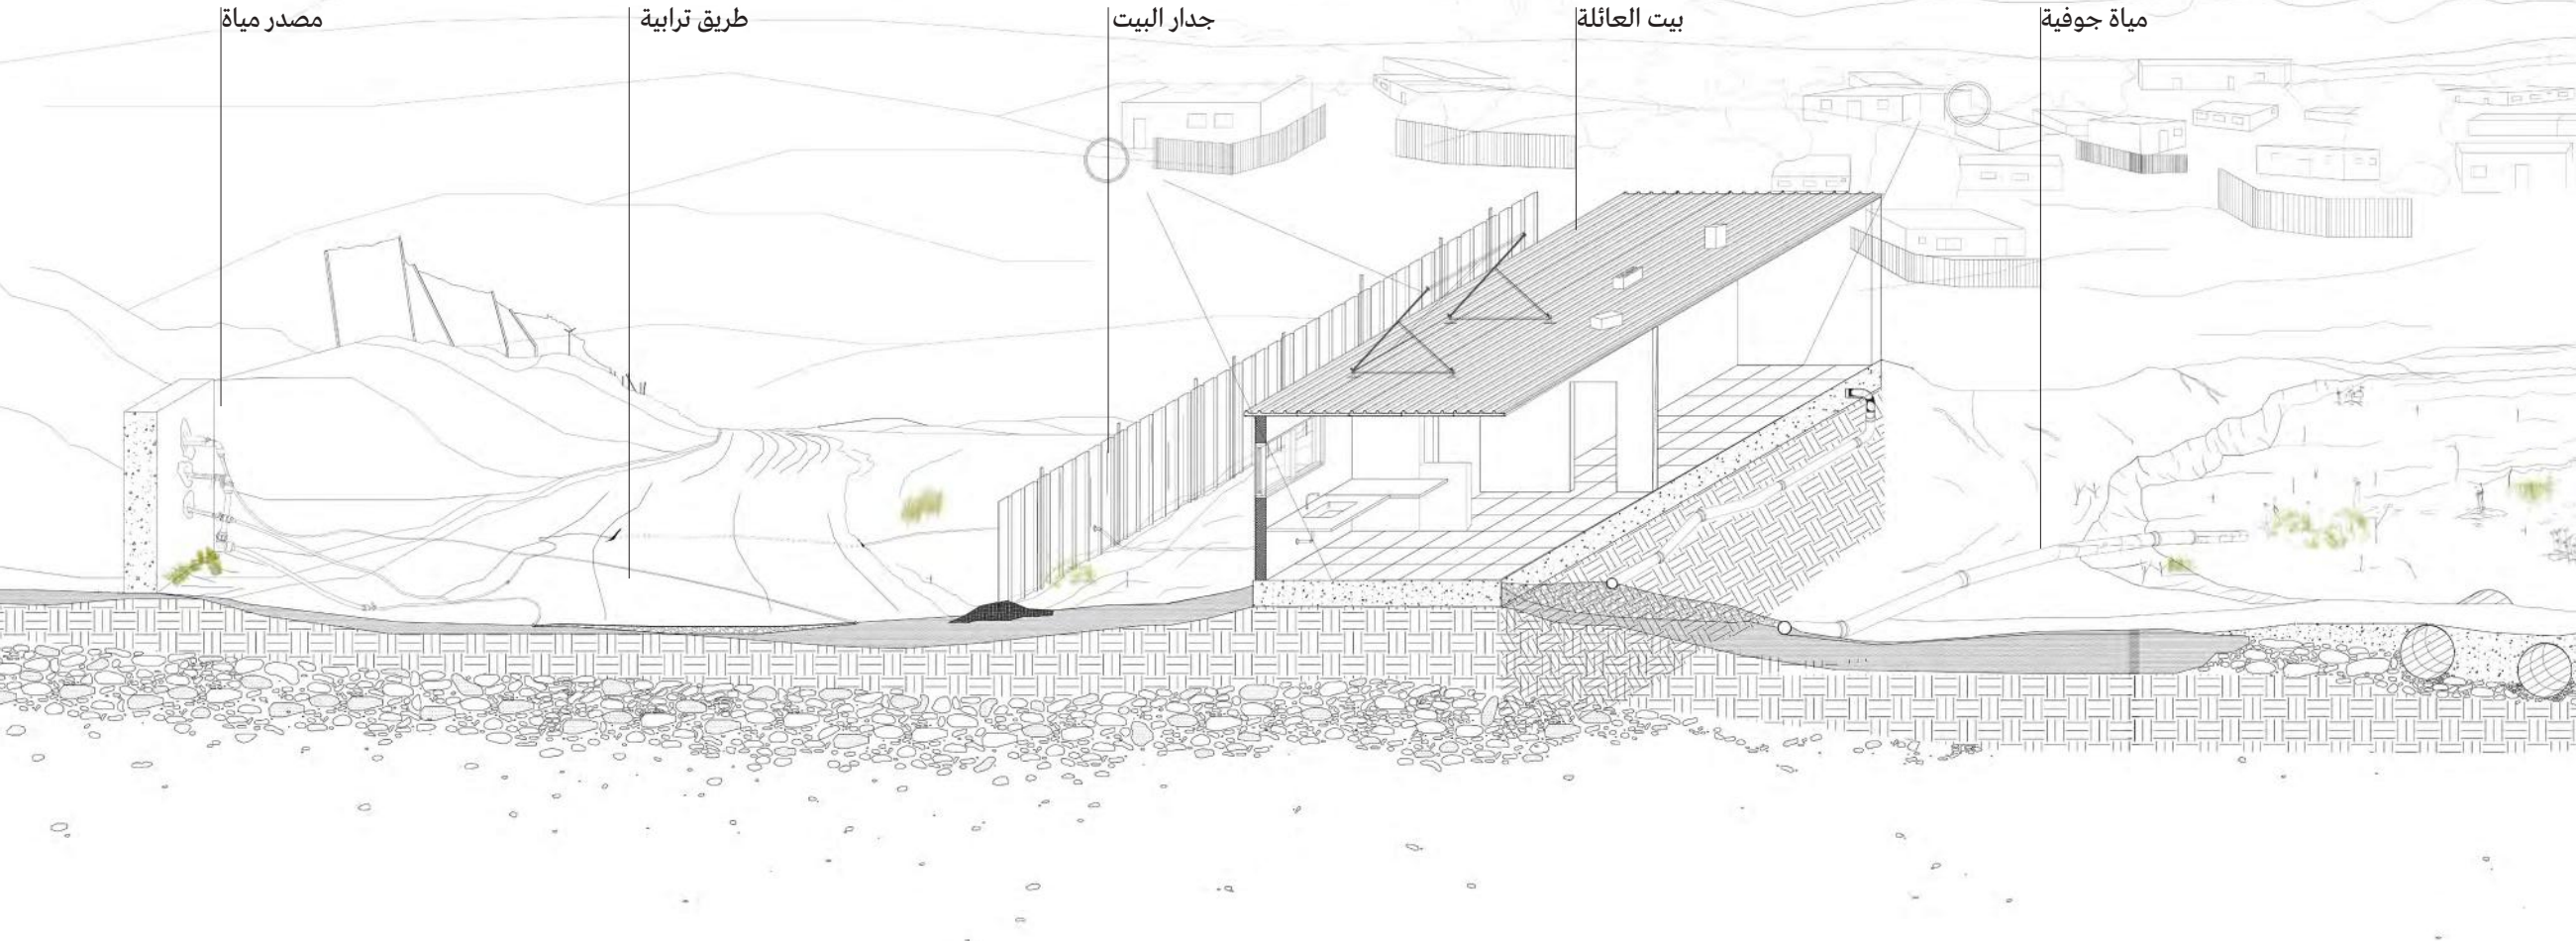 مياة جوفية
بيت العائلة
جدار البيت
طريق ترابية
مصدر مياة